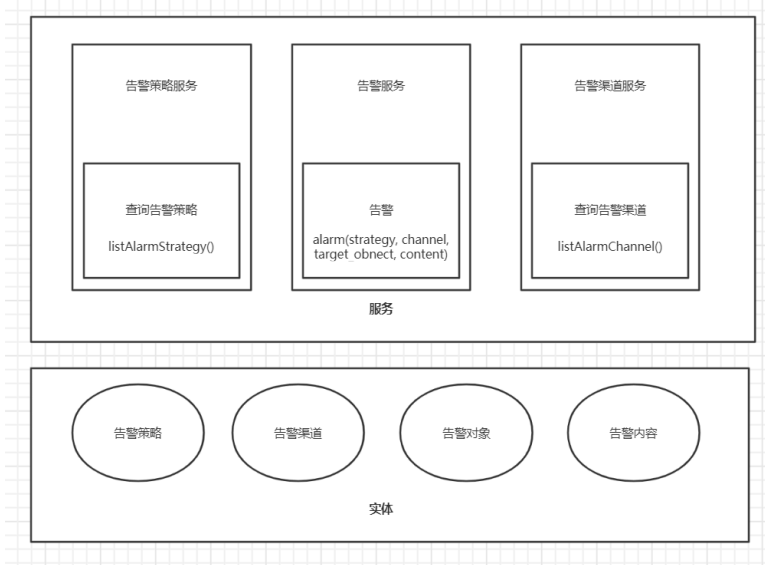 告警策略服务
告警服务
告警渠道服务
查询告警策略
listAlarmStrategy()
告警
alarm(strategy, channel,
target_obnect, content)
查询告警渠道
listAlarmChannel()
服务
告警策略
告警渠道
告警对象
告警内容
实体